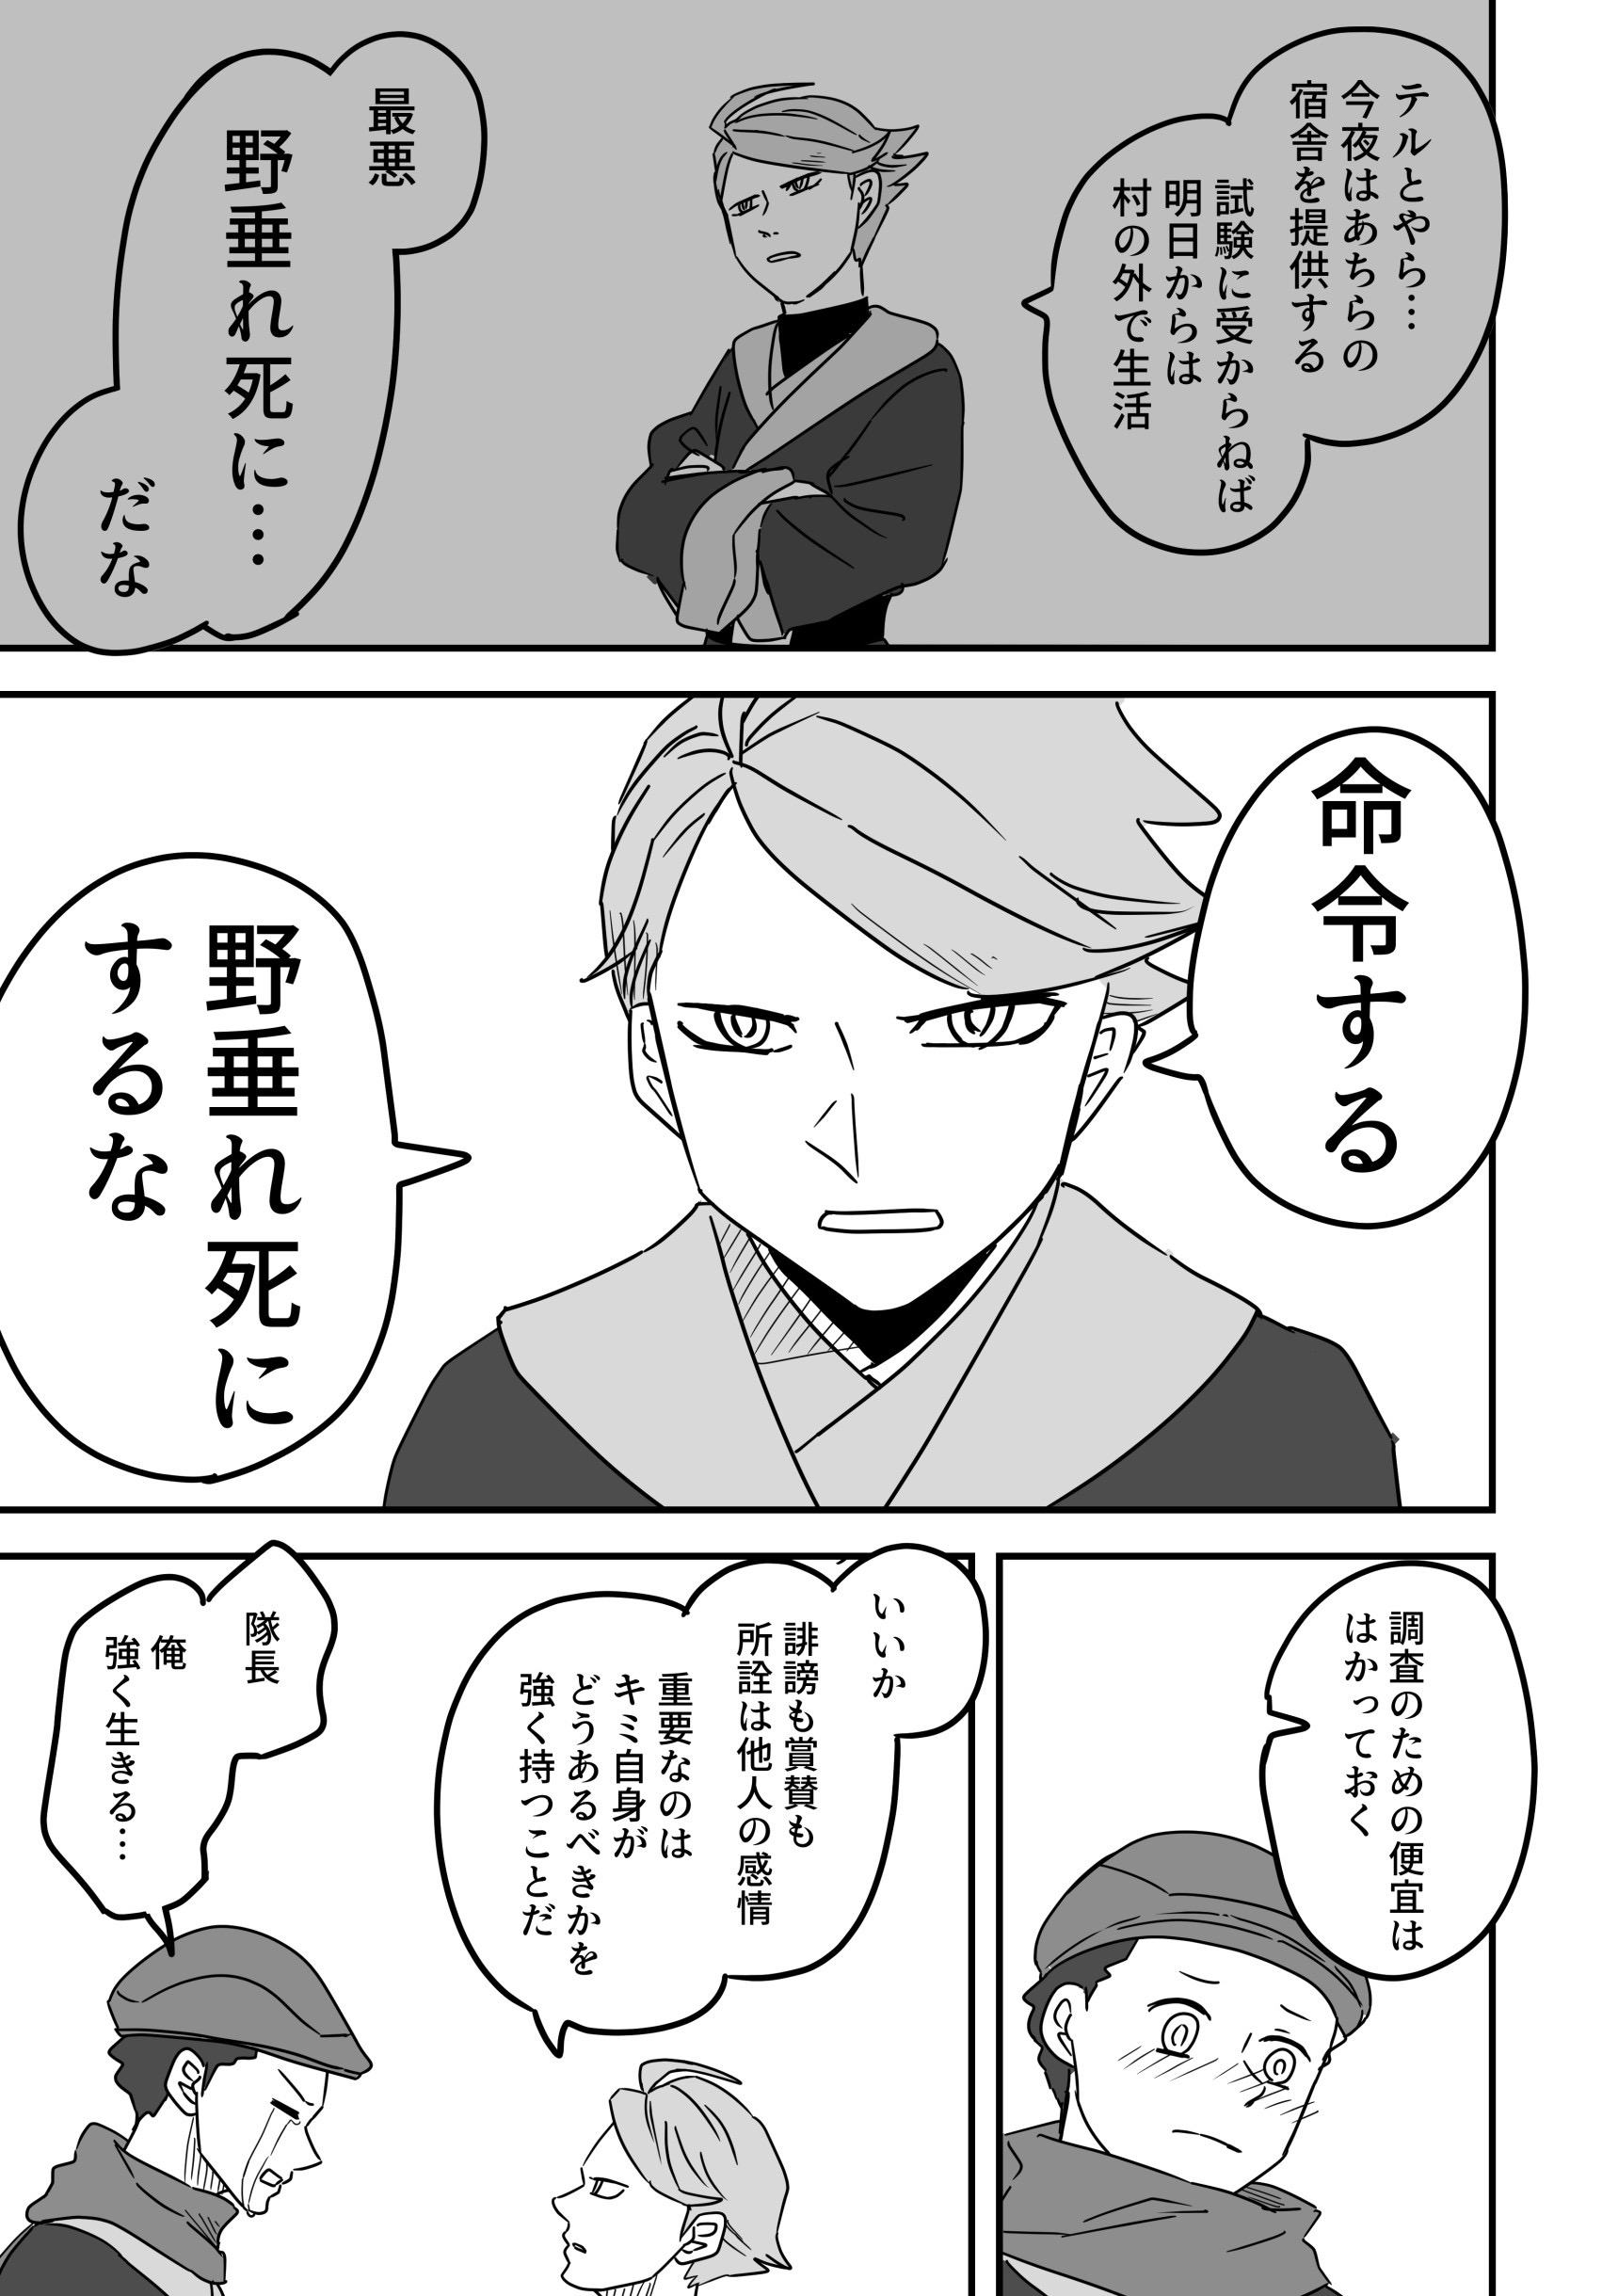 テルとやら…
今夜はあちらの
宿舎を提供する
試験に受からねば
明日からは
村の外で生活
最悪
野垂れ死に…
だな
命令する
野垂れ死に
するな
調査のための便宜は
はかっておく
いいか
誹謗も賞賛も
所詮は他人の感情
重要なのは
キミ自身が
どうあるべきかを
強く持つことだ
隊長
俺
強く生きる…